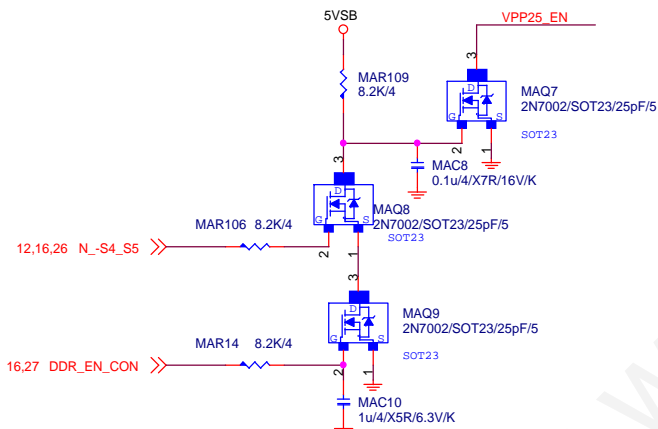 5VSB
VPP25_EN
MAR109
8.2K/4
3
D
G
S
MAQ7
2N7002/SOT23/25pF/5
SOT23
2
1
MAC8
0.1u/4/X7R/16V/K
3
D
G
S
MAQ8
2N7002/SOT23/25pF/5
SOT23
MAR106 8.2K/4
12,16,26 N_-S4_S5
2
1
3
D
G
S
MAQ9
2N7002/SOT23/25pF/5
SOT23
MAR14 8.2K/4
16,27 DDR_EN_CON
2
1
MAC10
1u/4/X5R/6.3V/K